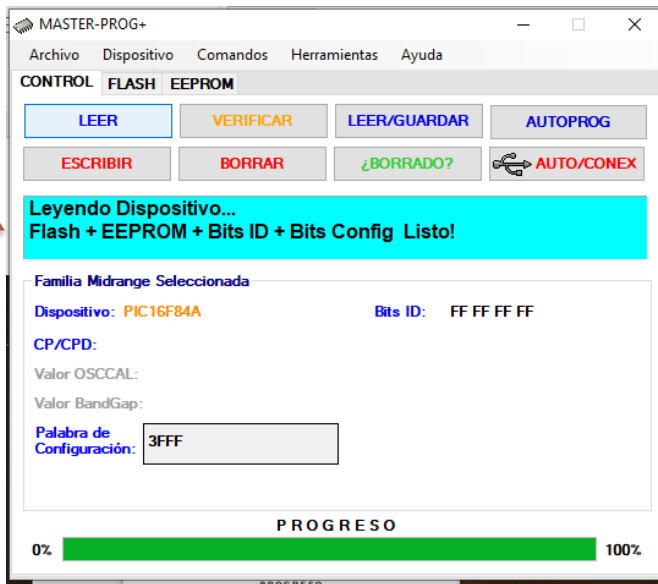 MASTER-PROG+
Archivo Dispositivo Comandos Herramientas Ayuda
CONTROL FLASH EEPROM
LEER VERIFICAR LEER/GUARDAR AUTOPROG
ESCRIBIR BORRAR ¿BORRADO? AUTO/CONEX
Leyendo Dispositivo...
Flash + EEPROM + Bits ID + Bits Config Listo!
Familia Midrange Seleccionada
Dispositivo: PIC16F84A Bits ID: FF FF FF FF
CP/CPD:
Valor OSCCAL:
Valor BandGap:
Palabra de
Configuración: 3FFF
PROGRESO
0% 100%
PROGRESO